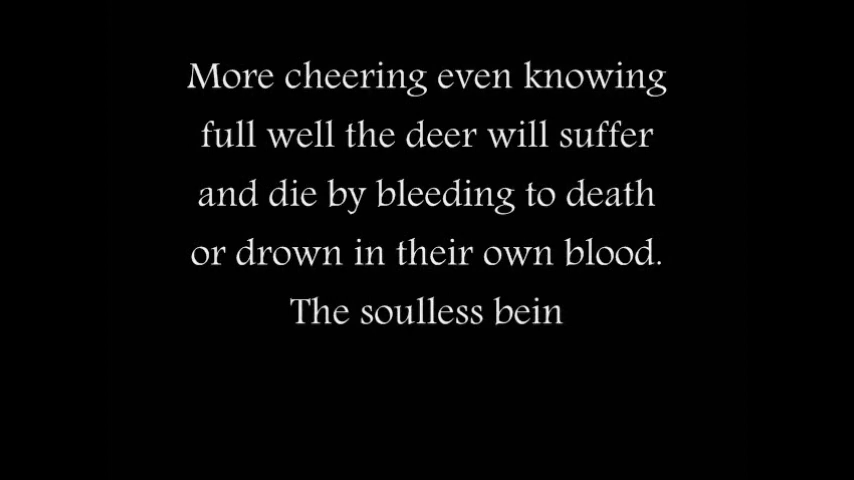 More cheering even knowing
full well the deer will suffer
and die by bleeding to death
or drown in their own blood.
The soulless bein